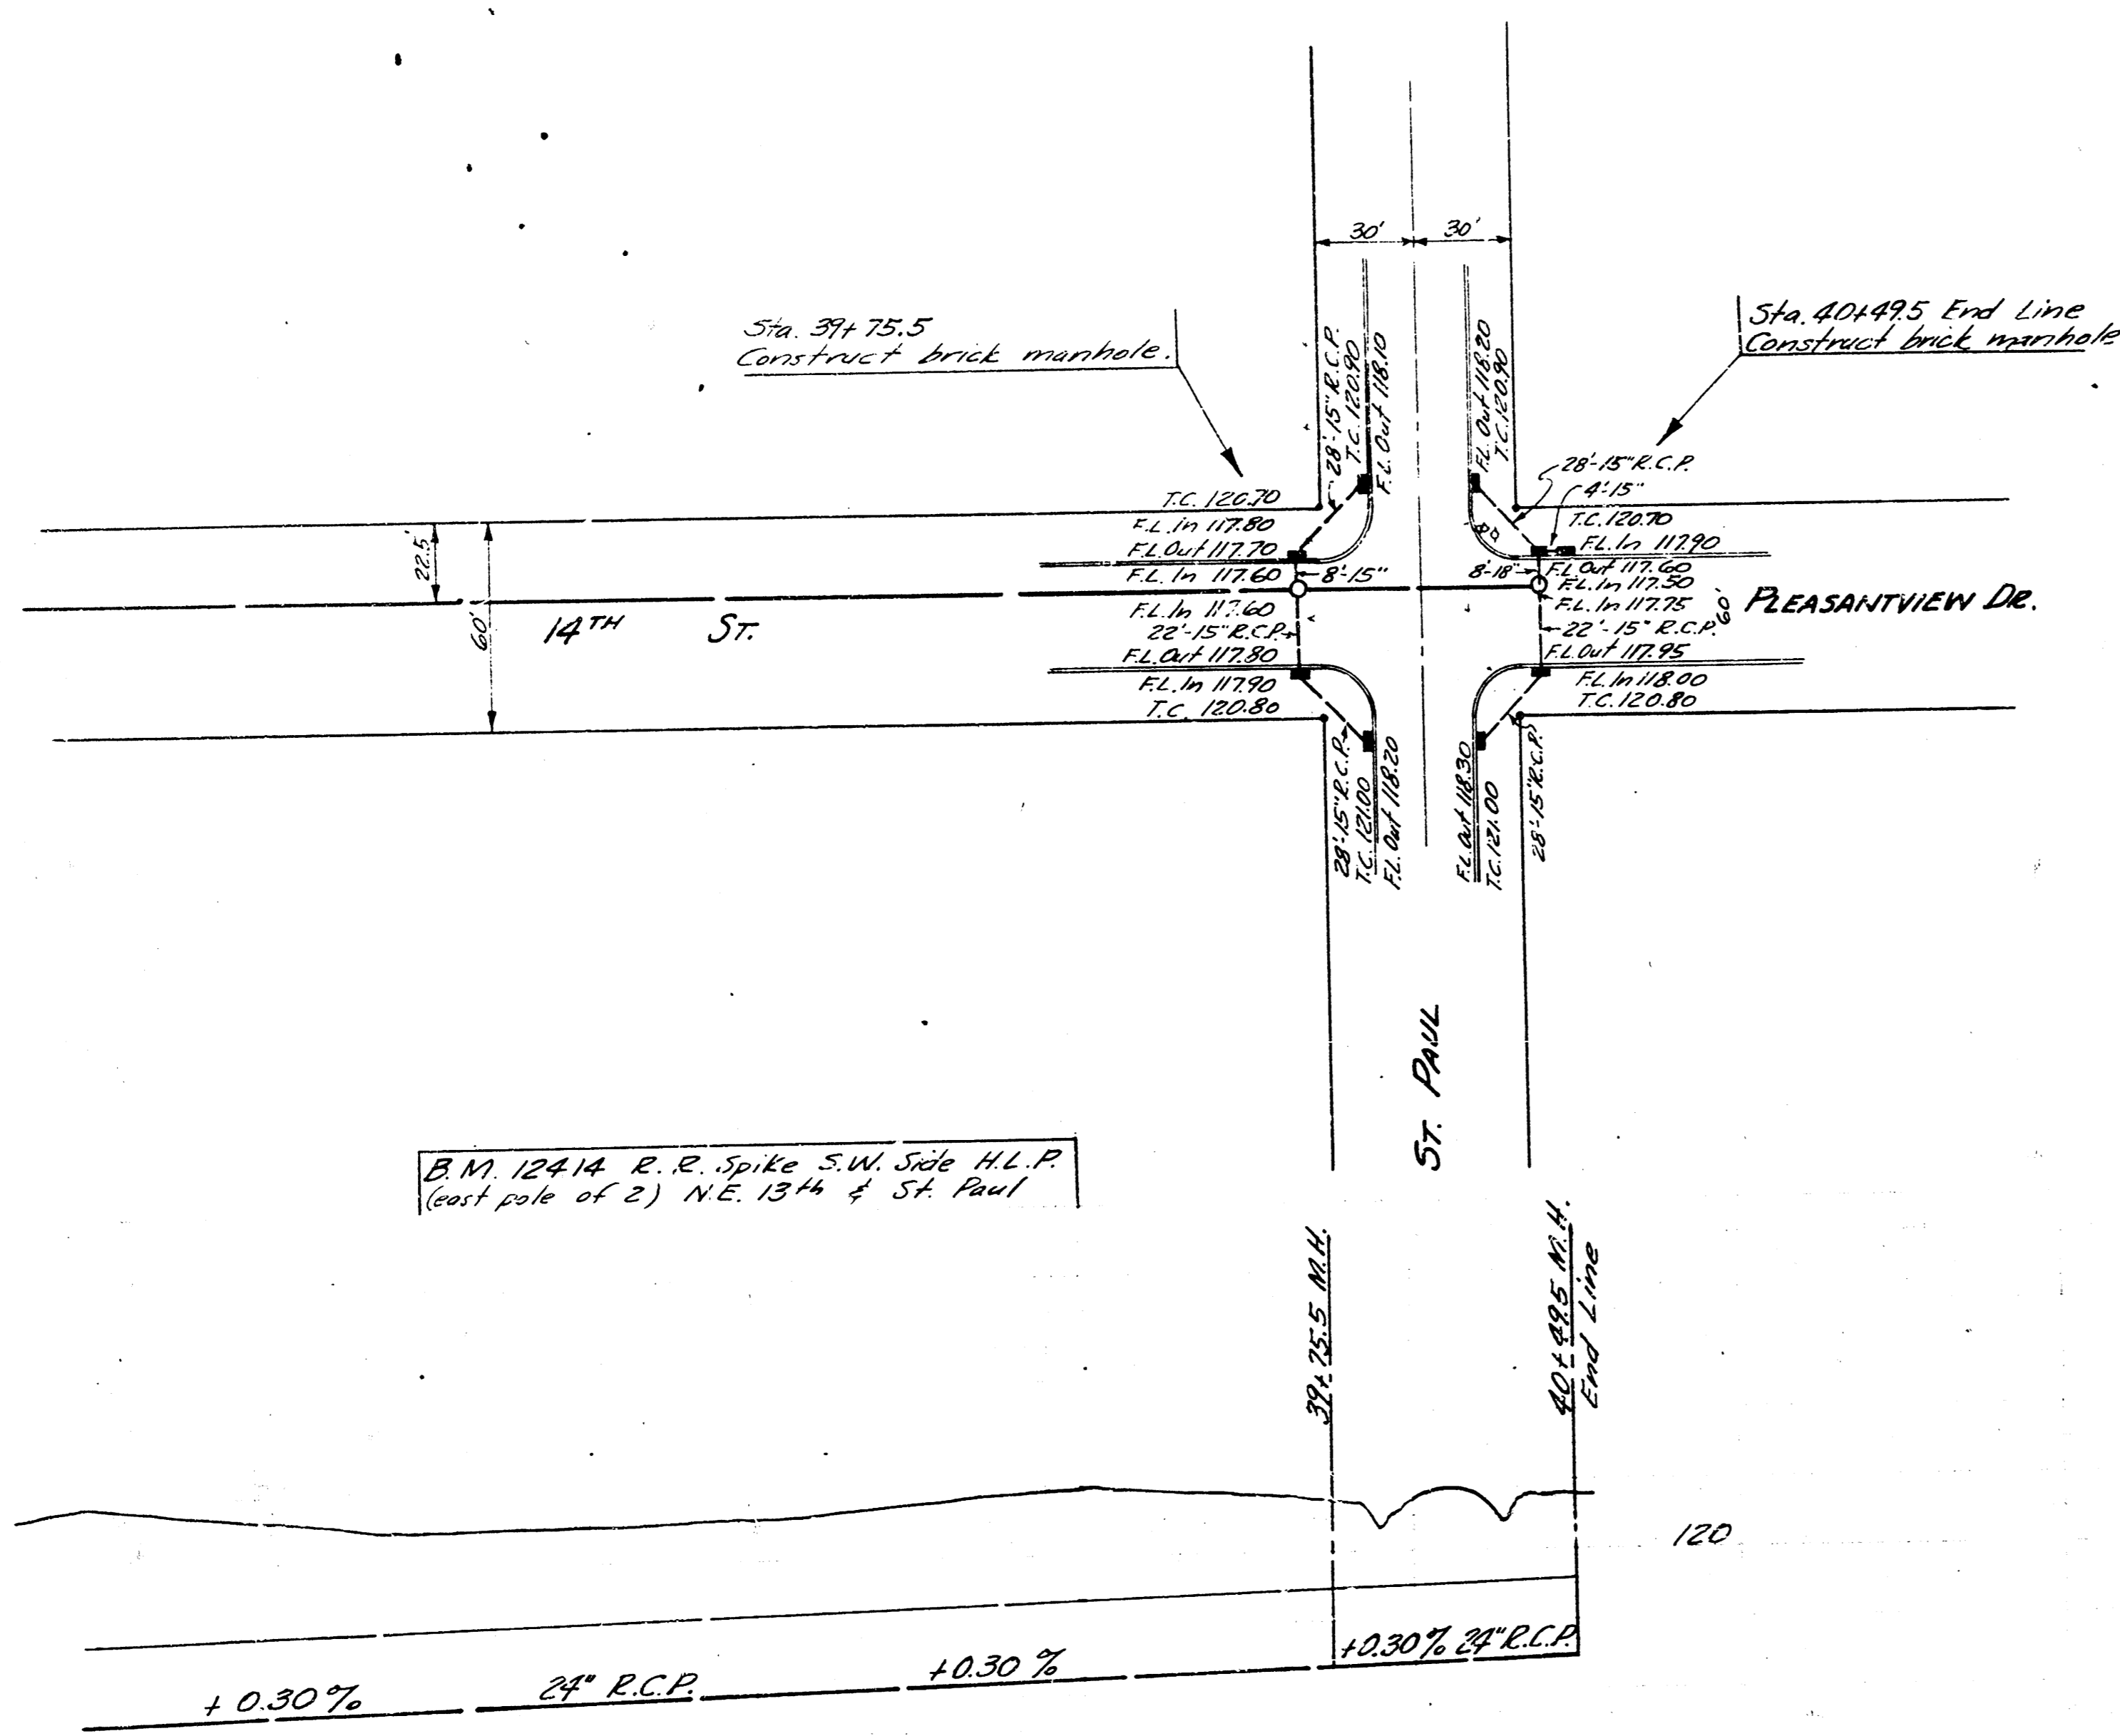 30' 30'
Sta. 39+75.5
Construct brick manhole.
Sta. 40+49.5 End Line
Construct brick manhole
28'-15" R.C.P.
T.C. 120.90
F.L. Out 118.10
F.L. Out 118.20
T.C. 120.90
28'-15" R.C.P.
4'-15"
T.C. 120.70
F.L. in 117.80
F.L. Out 117.70
F.L. In 117.60
8'-15"
F.L. In 117.60
22'-15" R.C.P.
F.L. Out 117.80
F.L. In 117.90
T.C. 120.80
T.C. 120.70
F.L. In 117.90
8'-18"
F.L. Out 117.60
F.L. In 117.50
F.L. In 117.75
22'-15" R.C.P.
F.L. Out 117.95
F.L. In 118.00
T.C. 120.80
60'
PLEASANTVIEW DR.
22.5'
60'
14TH ST.
28'-15" R.C.P.
T.C. 121.00
F.L. Out 118.20
F.L. Out 118.30
T.C. 121.00
28'-15" R.C.P.
ST. PAUL
B.M. 124.14 R.R. Spike S.W. Side H.L.P.
(east pole of 2) N.E. 13th & St. Paul
39+75.5 M.H.
40+49.5 M.H.
End Line
120
+0.30% 24" R.C.P.
+0.30%
24" R.C.P.
+0.30%